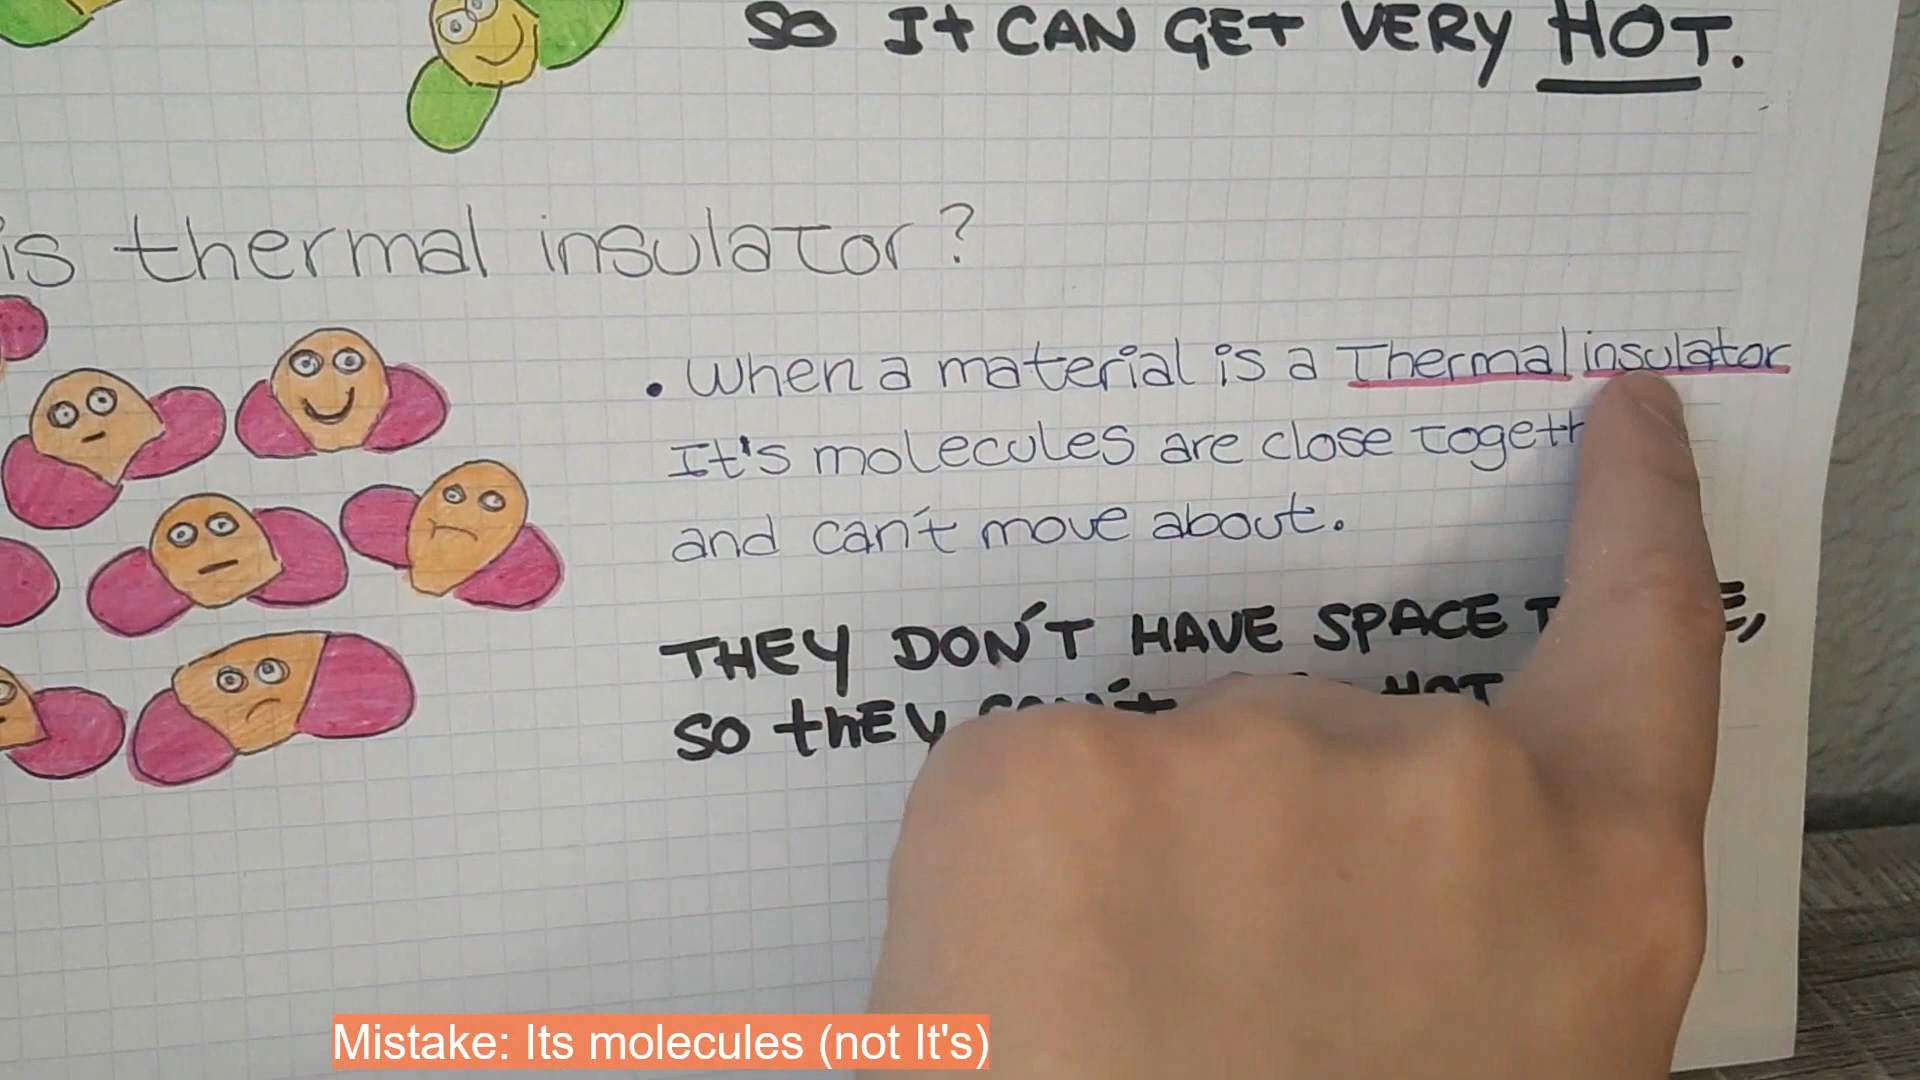 SO It CAN GEt VERY HOT.
is thermal insulator?
• When a material is a Thermal insulator
It's molecules are close
and can't move about.
THEY DON'T HAVE SPACE
SO thEY HOT
Mistake: Its molecules (not It's)